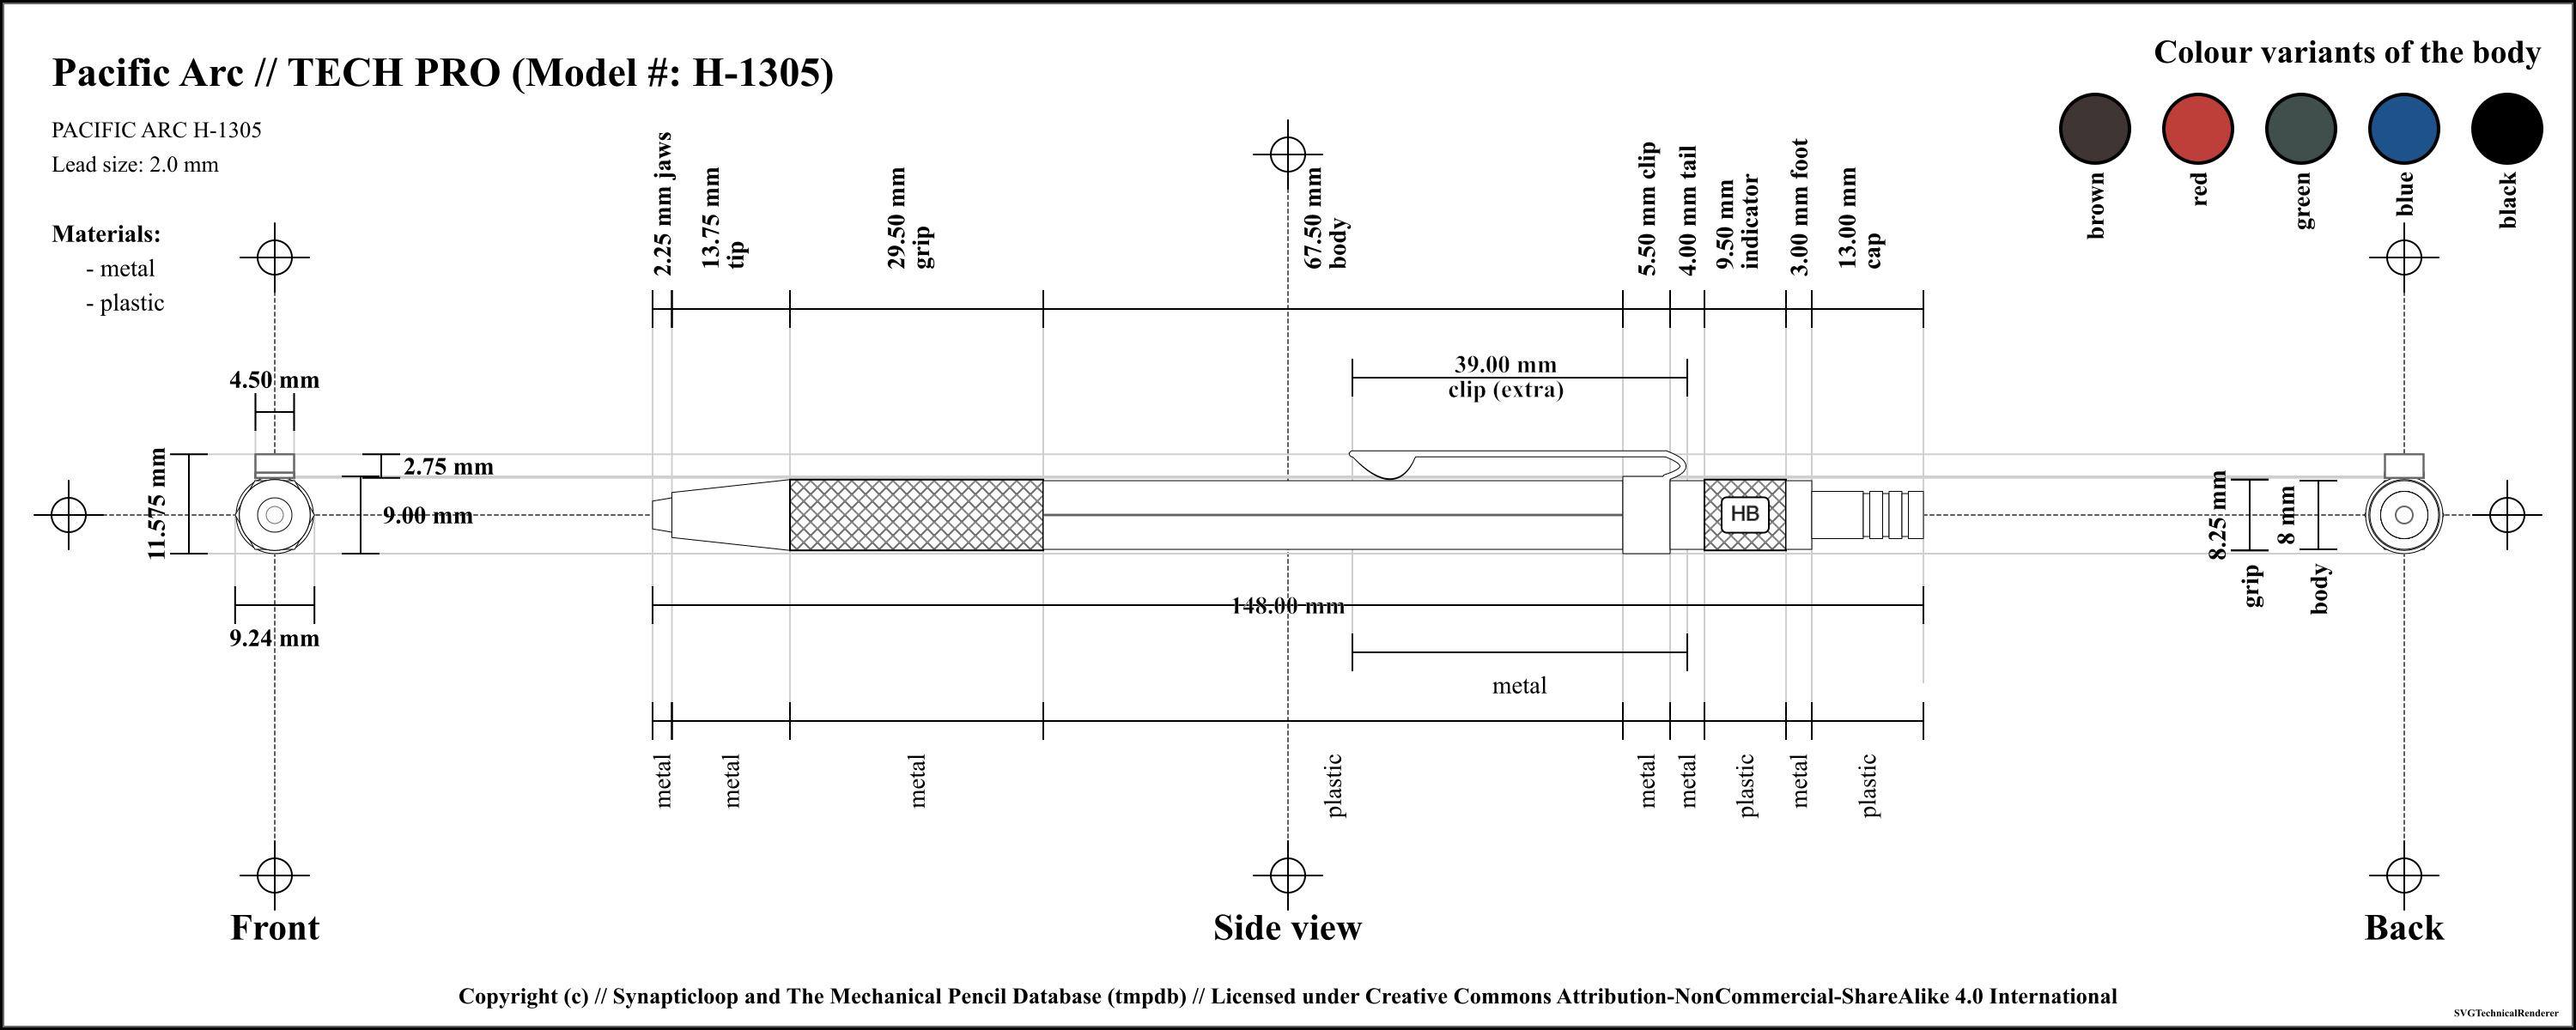 Pacific Arc // TECH PRO (Model #: H-1305)
PACIFIC ARC H-1305
Lead size: 2.0 mm
Materials:
- metal
- plastic
Colour variants of the body
brown
red
green
blue
black
2.25 mm jaws
13.75 mm
tip
29.50 mm
grip
67.50 mm
body
5.50 mm clip
4.00 mm tail
9.50 mm
indicator
3.00 mm foot
13.00 mm
cap
39.00 mm
clip (extra)
4.50 mm
11.575 mm
2.75 mm
9.00 mm
9.24 mm
HB
148.00 mm
8.25 mm
grip
8 mm
body
metal
metal
metal
metal
plastic
metal
metal
plastic
metal
plastic
Front
Side view
Back
Copyright (c) // Synapticloop and The Mechanical Pencil Database (tmpdb) // Licensed under Creative Commons Attribution-NonCommercial-ShareAlike 4.0 International
SVGTechnicalRenderer